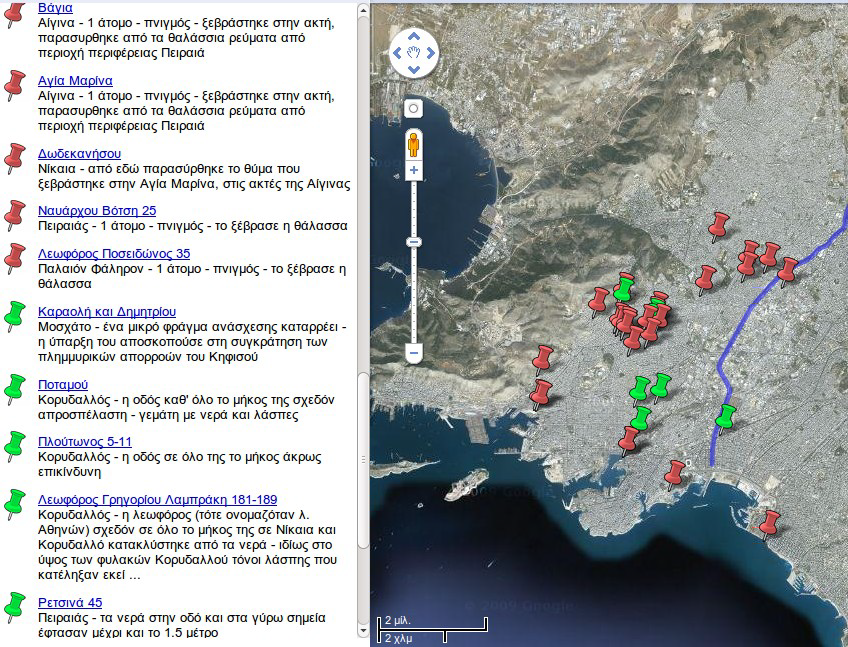 Βάγια
Αίγινα - 1 άτομο - πνιγμός - ξεβράστηκε στην ακτή,
παρασυρθηκε από τα θαλάσσια ρεύματα από
περιοχή περιφέρειας Πειραιά
Αγία Μαρίνα
Αίγινα - 1 άτομο - πνιγμός - ξεβράστηκε στην ακτή,
παρασυρθηκε από τα θαλάσσια ρεύματα από
περιοχή περιφέρειας Πειραιά
Δωδεκανήσου
Νίκαια - από εδώ παρασύρθηκε το θύμα που
ξεβράστηκε στην Αγία Μαρίνα, στις ακτές της Αίγινας
Ναυάρχου Βότση 25
Πειραιάς - 1 άτομο - πνιγμός - το ξέβρασε η θάλασσα
Λεωφόρος Ποσειδώνος 35
Παλαιόν Φάληρον - 1 άτομο - πνιγμός - το ξέβρασε η
θάλασσα
Καραολή και Δημητρίου
Μοσχάτο - ένα μικρό φράγμα ανάσχεσης καταρρέει -
η ύπαρξη του αποσκοπούσε στη συγκράτηση των
πλημμυρικών απορροών του Κηφισού
Ποταμού
Κορυδαλλός - η οδός καθ' όλο το μήκος της σχεδόν
απροσπέλαστη - γεμάτη με νερά και λάσπες
Πλούτωνος 5-11
Κορυδαλλός - η οδός σε όλο της το μήκος άκρως
επικίνδυνη
Λεωφόρος Γρηγορίου Λαμπράκη 181-189
Κορυδαλλός - η λεωφόρος (τότε ονομαζόταν λ.
Αθηνών) σχεδόν σε όλο το μήκος της σε Νίκαια και
Κορυδαλλό κατακλύστηκε από τα νερά - ιδίως στο
ύψος των φυλακών Κορυδαλλού τόνοι λάσπης που
κατέληξαν εκεί ...
Ρετσινά 45
Πειραιάς - τα νερά στην οδό και στα γύρω σημεία
έφτασαν μέχρι και το 1.5 μέτρο
© 2009 Google
2 μίλ.
2 χλμ